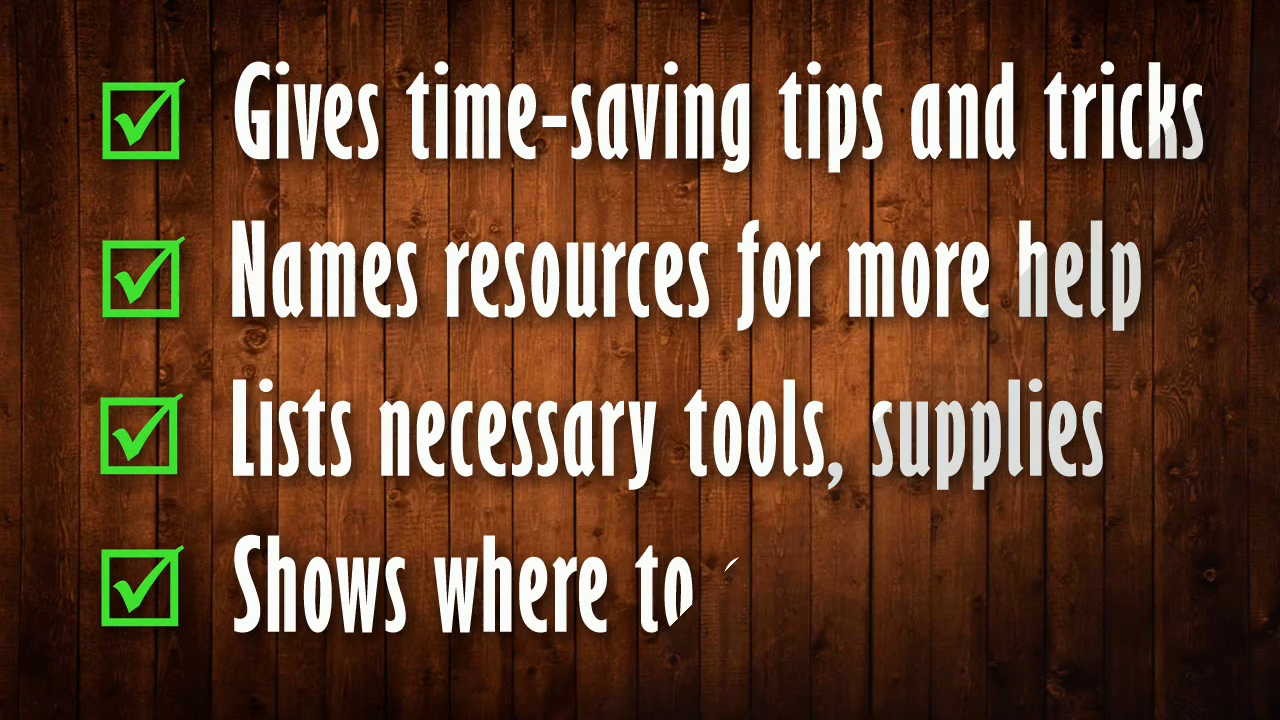 Gives time-saving tips and tricks
Names resources for more help
Lists necessary tools, supplies
Shows where to